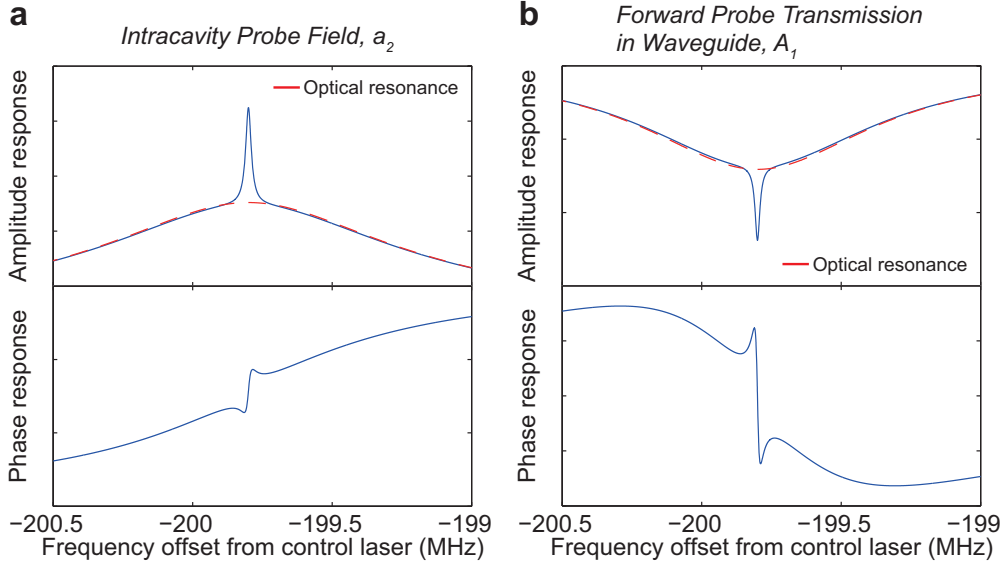 a
Intracavity Probe Field, a2
Optical resonance
Amplitude response
Phase response
−200.5 −200 −199.5 −199
Frequency offset from control laser (MHz)
b
Forward Probe Transmission
in Waveguide, A1
Amplitude response
Optical resonance
Phase response
−200.5 −200 −199.5 −199
Frequency offset from control laser (MHz)